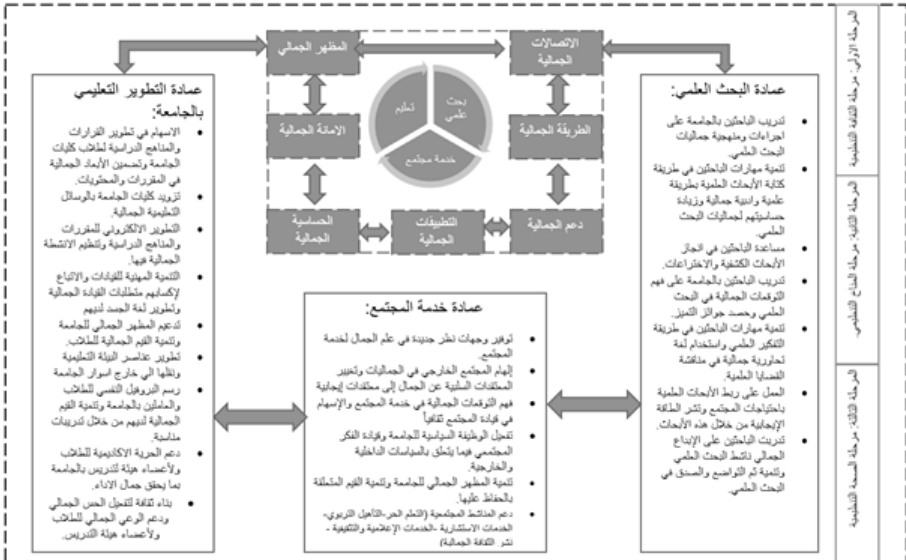 المظهر الجمالي
الاتصالات
الجمالية
الامانة الجمالية
الطريقة الجمالية
الحساسية
الجمالية
التطبيقات
الجمالية
دعم الجمالية
بحث
علمي
تعليم
خدمة مجتمع
المرحلة الاولى: مرحلة الثقافة التنظيمية
المرحلة الثانية: مرحلة المناخ التنظيمي
المرحلة الثالثة: مرحلة الصحة التنظيمية
عمادة البحث العلمي:
تدريب الباحثين بالجامعة على
اجراءات ومنهجية جماليات
البحث العلمي.
تنمية مهارات الباحثين في طريقة
كتابة الأبحاث العلمية بطريقة
علمية وادبية جمالية وزيادة
حساسيتهم لجماليات البحث
العلمي.
مساعدة الباحثين في انجاز
الأبحاث الكشفية والاختراعات.
تدريب الباحثين بالجامعة على فهم
التوقعات الجمالية في البحث
العلمي وحصد جوائز التميز.
تنمية مهارات الباحثين في طريقة
التفكير العلمي واستخدام لغة
تحاورية جمالية في مناقشة
القضايا العلمية.
العمل على ربط الأبحاث العلمية
باحتياجات المجتمع ونشر الطاقة
الإيجابية من خلال هذه الأبحاث.
تدريت الباحثين على الإبداع
الجمالي ناشط البحث العلمي
وتنمية ثم التواضع والصدق في
البحث العلمي.
عمادة خدمة المجتمع:
توفير وجهات نظر جديدة في علم الجمال لخدمة
المجتمع.
إلهام المجتمع الخارجي في الجماليات وتغيير
المعتقدات السلبية عن الجمال إلى معتقدات إيجابية
فهم التوقعات الجمالية في خدمة المجتمع والإسهام
في قيادة المجتمع ثقافياً
تفعيل الوظيفة السياسية للجامعة وقيادة الفكر
المجتمعي فيما يتعلق بالسياسات الداخلية
والخارجية.
تنمية المظهر الجمالي للجامعة وتنمية القيم المتعلقة
بالحفاظ عليها.
دعم المناشط المجتمعية (التعلم الحر-التأهيل التربوي-
الخدمات الاستشارية -الخدمات الإعلامية والتثقيفية -
نشر الثقافة الجمالية)
عمادة التطوير التعليمي
بالجامعة:
الاسهام في تطوير القرارات
والمناهج الدراسية لطلاب كليات
الجامعة وتضمين الأبعاد الجمالية
في المقررات والمحتويات.
تزويد كليات الجامعة بالوسائل
التعليمية الجمالية.
التطوير الالكتروني للمقررات
والمناهج الدراسية وتنظيم الانشطة
الجمالية فيها.
التنمية المهنية للقيادات والاتباع
لإكسابهم متطلبات القيادة الجمالية
وتطوير لغة الجسد لديهم
تدعيم المظهر الجمالي للجامعة
وتنمية القيم الجمالية للطلاب.
تطوير عناصر البيئة التعليمية
ونقلها الي خارج اسوار الجامعة
رسم البروفيل النفسي للطلاب
والعاملين بالجامعة وتنمية القيم
الجمالية لديهم من خلال تدريبات
مناسبة.
دعم الحرية الاكاديمية للطلاب
ولأعضاء هيئة لتدريس بالجامعة
بما يحقق جمال الاداء.
بناء ثقافة لتفعيل الحس الجمالي
ودعم الوعي الجمالي للطلاب
ولأعضاء هيئة التدريس.